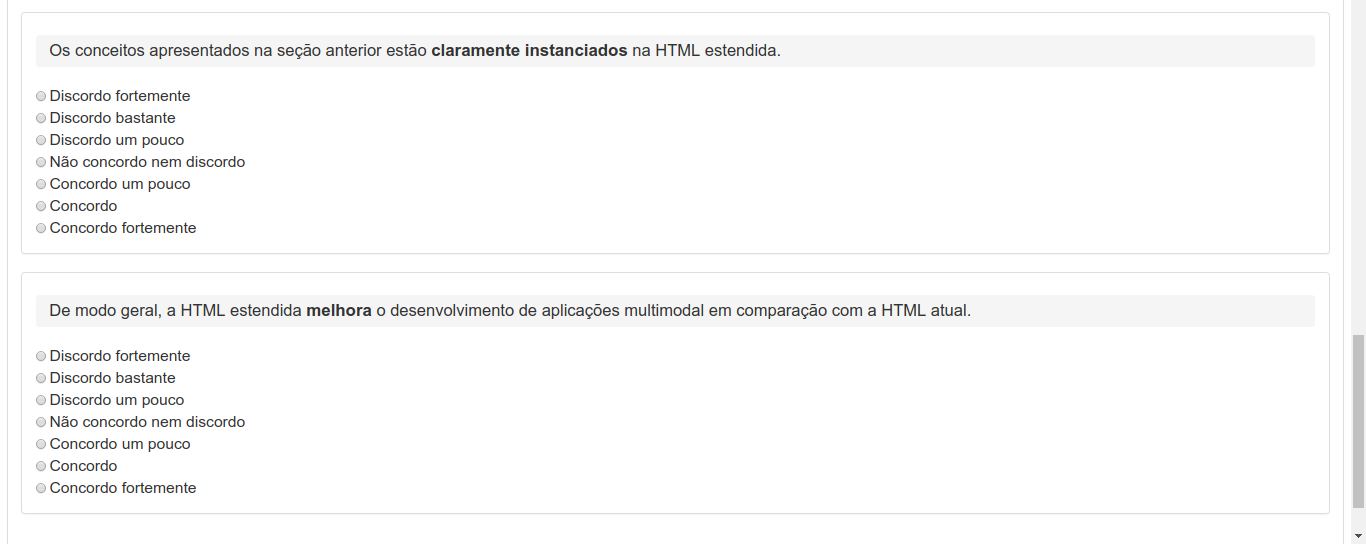 Os conceitos apresentados na seção anterior estão claramente instanciados na HTML estendida.
Discordo fortemente
Discordo bastante
Discordo um pouco
Não concordo nem discordo
Concordo um pouco
Concordo
Concordo fortemente
De modo geral, a HTML estendida melhora o desenvolvimento de aplicações multimodal em comparação com a HTML atual.
Discordo fortemente
Discordo bastante
Discordo um pouco
Não concordo nem discordo
Concordo um pouco
Concordo
Concordo fortemente